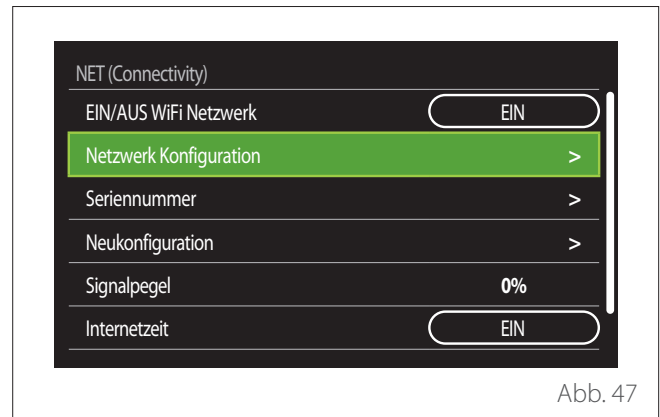 NET (Connectivity)
EIN/AUS WiFi Netzwerk EIN
Netzwerk Konfiguration >
Seriennummer >
Neukonfiguration >
Signalpegel 0%
Internetzeit EIN
Abb. 47